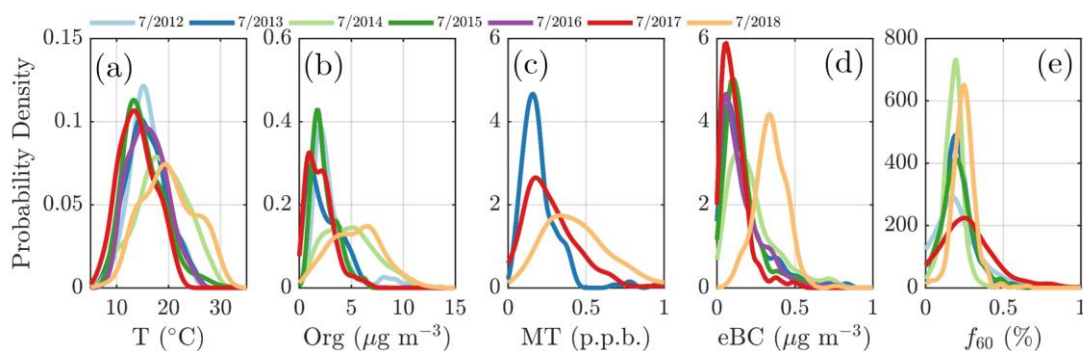 7/2012 7/2013 7/2014 7/2015 7/2016 7/2017 7/2018
Probability Density
0.15
0.1
0.05
0
(a)
10 20 30
T (°C)
0.6
0.4
0.2
0
(b)
0 5 10 15
Org (μg m⁻³)
6
4
2
0
(c)
0 0.5 1
MT (p.p.b.)
6
4
2
0
(d)
0 0.5 1
eBC (μg m⁻³)
800
600
400
200
0
(e)
0 0.5 1
f₆₀ (%)